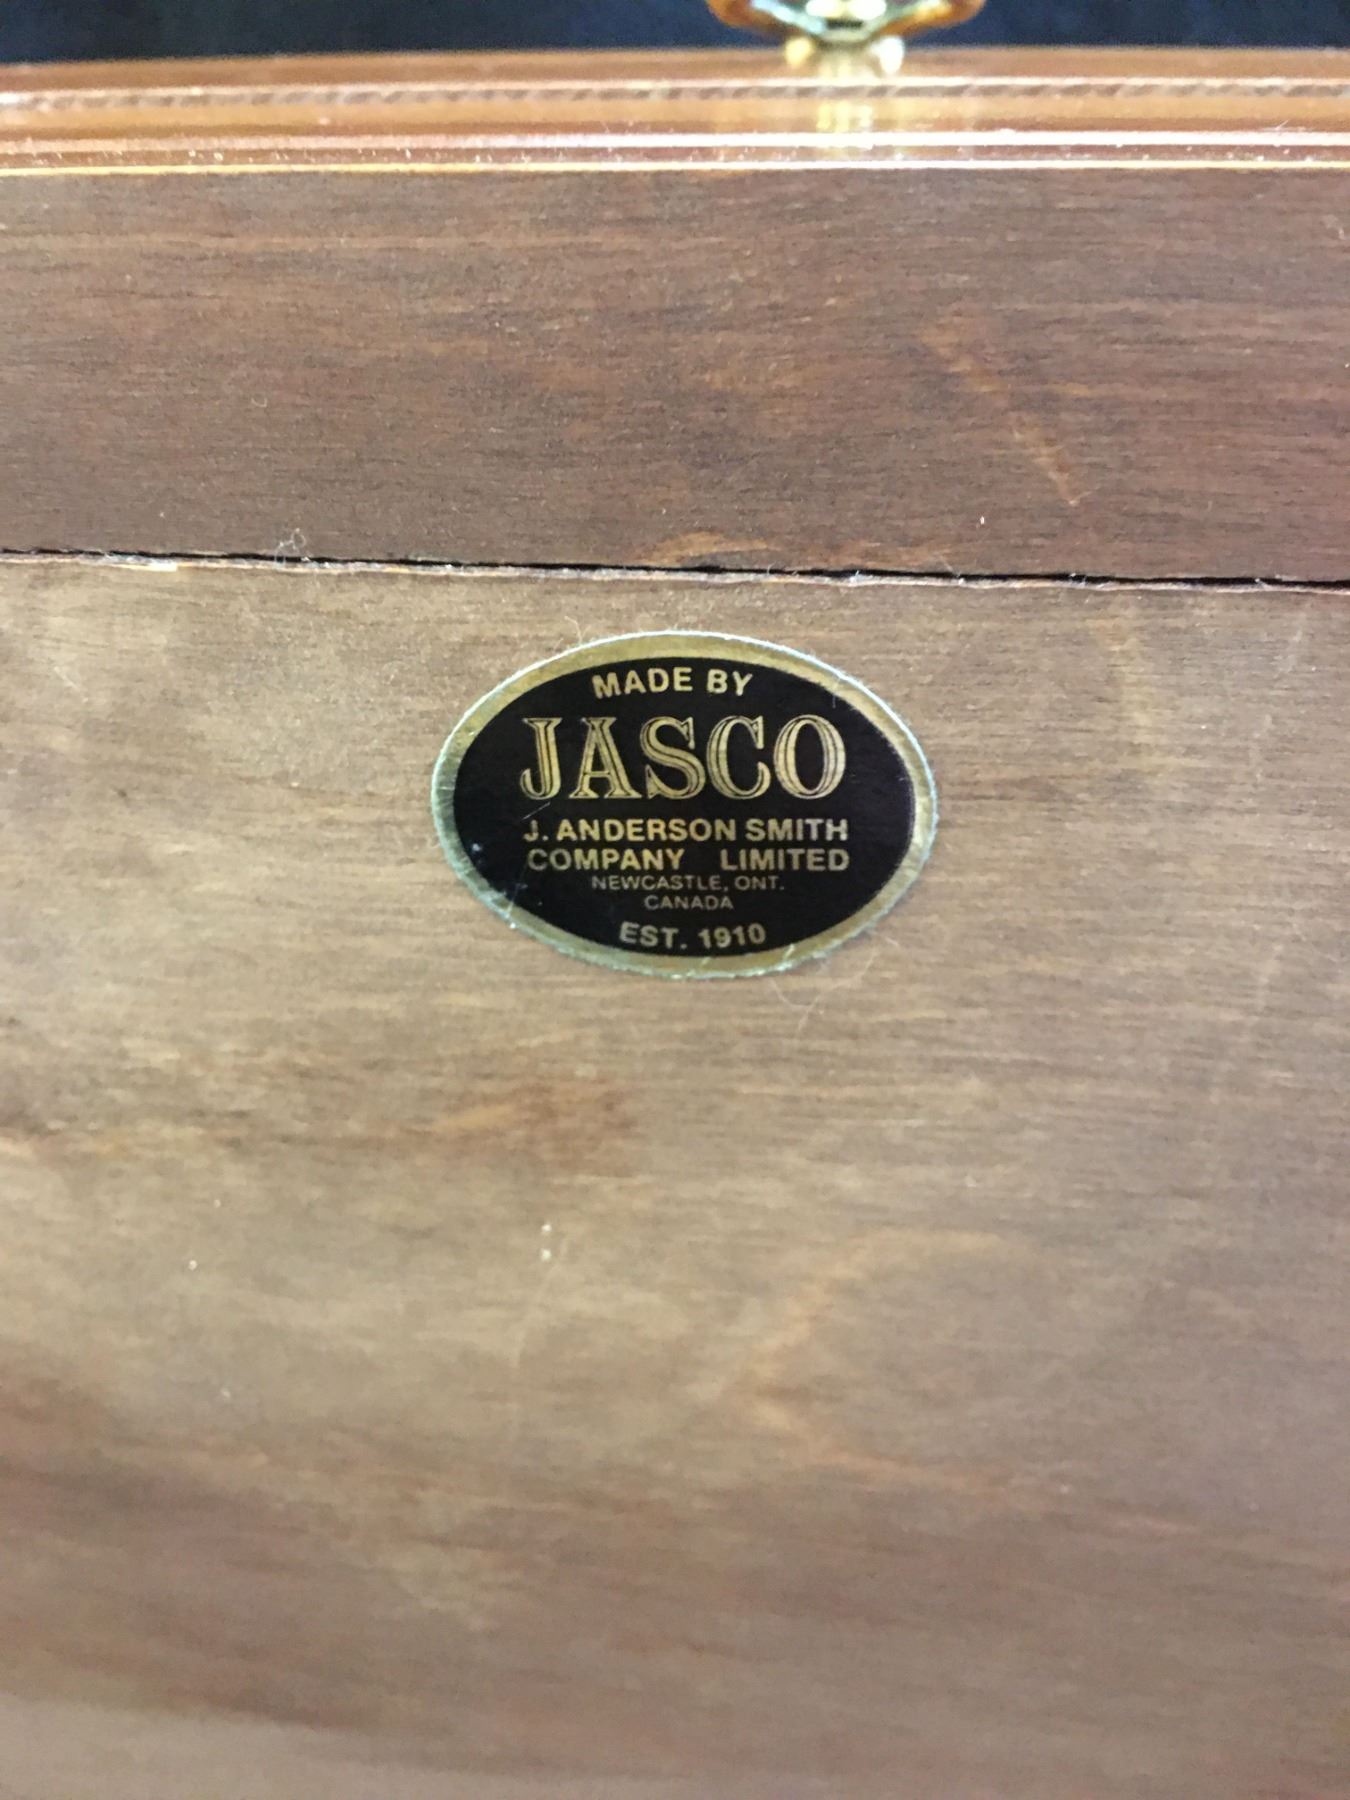 MADE BY
JASCO
J. ANDERSON SMITH
COMPANY LIMITED
NEWCASTLE, ONT.
CANADA
EST. 1910